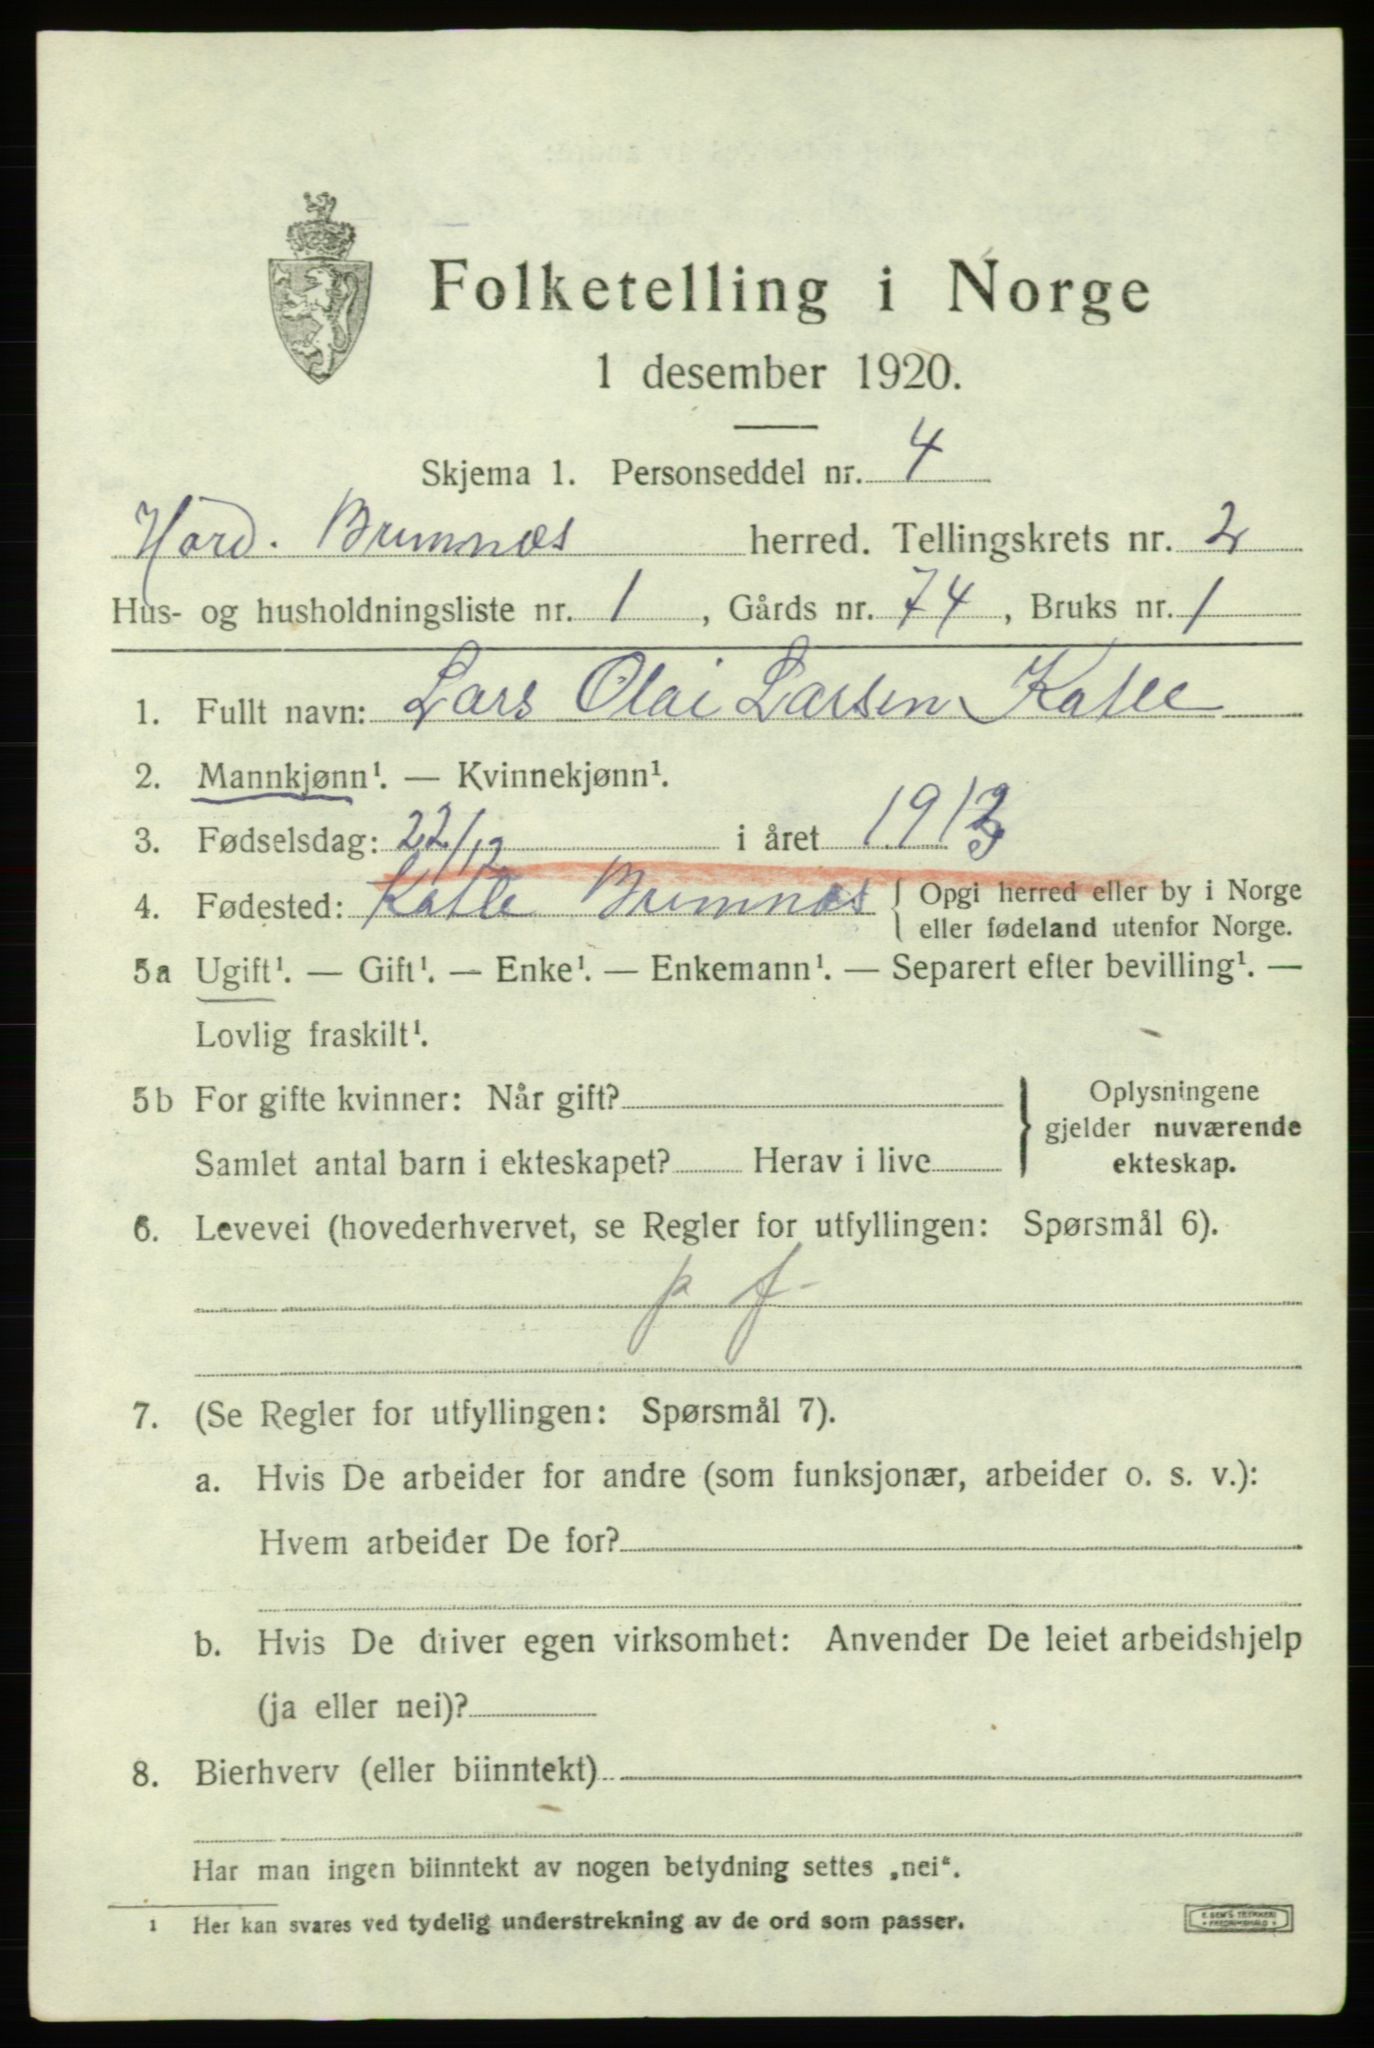 Folketelling i Norge
1 desember 1920.
Skjema 1. Personseddel nr. 4
Hord. Bremnæs herred. Tellingskrets nr. 2
Hus- og husholdningsliste nr. 1, Gårds nr. 74, Bruks nr. 1
1. Fullt navn: Lars Olai Larsen Kalle
2. Mannkjønn¹. — Kvinnekjønn¹.
3. Fødselsdag: 22/12 i året 1913
4. Fødested: Kalle Bremnæs { Opgi herred eller by i Norge
eller fødeland utenfor Norge.
5a Ugift¹. — Gift¹. — Enke¹. — Enkemann¹. — Separert efter bevilling¹. —
Lovlig fraskilt¹.
5b For gifte kvinner: Når gift?
Samlet antal barn i ekteskapet? Herav i live
Oplysningene
gjelder nuværende
ekteskap.
6. Levevei (hovederhvervet, se Regler for utfyllingen: Spørsmål 6).
p f
7. (Se Regler for utfyllingen: Spørsmål 7).
a. Hvis De arbeider for andre (som funksjonær, arbeider o. s. v.):
Hvem arbeider De for?
b. Hvis De driver egen virksomhet: Anvender De leiet arbeidshjelp
(ja eller nei)?
8. Bierhverv (eller biinntekt)
Har man ingen biinntekt av nogen betydning settes „nei“.
1 Her kan svares ved tydelig understrekning av de ord som passer.